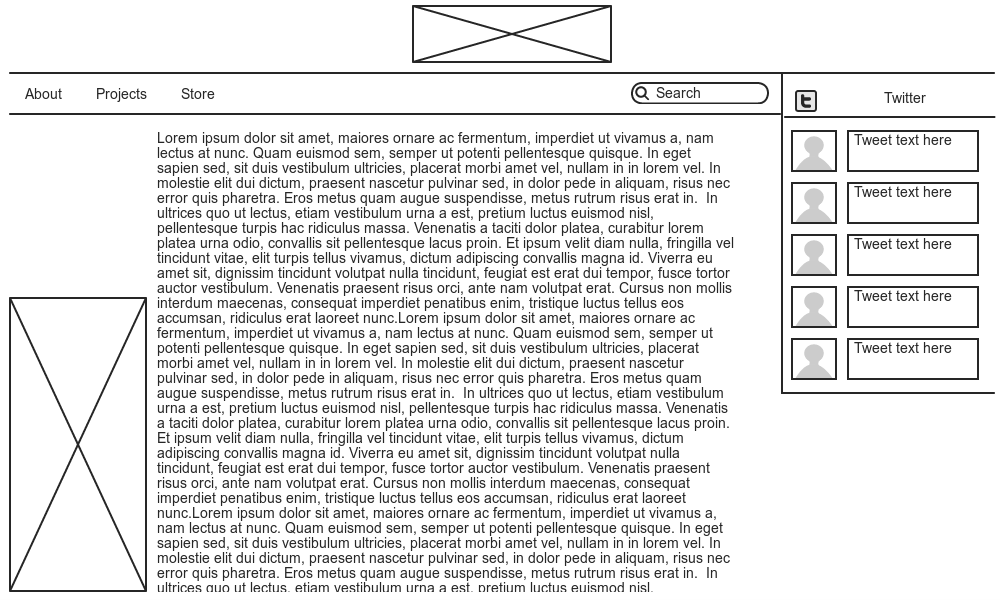 About Projects Store Search
Twitter
Tweet text here
Tweet text here
Tweet text here
Tweet text here
Tweet text here
Lorem ipsum dolor sit amet, maiores ornare ac fermentum, imperdiet ut vivamus a, nam
lectus at nunc. Quam euismod sem, semper ut potenti pellentesque quisque. In eget
sapien sed, sit duis vestibulum ultricies, placerat morbi amet vel, nullam in in lorem vel. In
molestie elit dui dictum, praesent nascetur pulvinar sed, in dolor pede in aliquam, risus nec
error quis pharetra. Eros metus quam augue suspendisse, metus rutrum risus erat in.  In
ultrices quo ut lectus, etiam vestibulum urna a est, pretium luctus euismod nisl,
pellentesque turpis hac ridiculus massa. Venenatis a taciti dolor platea, curabitur lorem
platea urna odio, convallis sit pellentesque lacus proin. Et ipsum velit diam nulla, fringilla vel
tincidunt vitae, elit turpis tellus vivamus, dictum adipiscing convallis magna id. Viverra eu
amet sit, dignissim tincidunt volutpat nulla tincidunt, feugiat est erat dui tempor, fusce tortor
auctor vestibulum. Venenatis praesent risus orci, ante nam volutpat erat. Cursus non mollis
interdum maecenas, consequat imperdiet penatibus enim, tristique luctus tellus eos
accumsan, ridiculus erat laoreet nunc.Lorem ipsum dolor sit amet, maiores ornare ac
fermentum, imperdiet ut vivamus a, nam lectus at nunc. Quam euismod sem, semper ut
potenti pellentesque quisque. In eget sapien sed, sit duis vestibulum ultricies, placerat
morbi amet vel, nullam in in lorem vel. In molestie elit dui dictum, praesent nascetur
pulvinar sed, in dolor pede in aliquam, risus nec error quis pharetra. Eros metus quam
augue suspendisse, metus rutrum risus erat in.  In ultrices quo ut lectus, etiam vestibulum
urna a est, pretium luctus euismod nisl, pellentesque turpis hac ridiculus massa. Venenatis
a taciti dolor platea, curabitur lorem platea urna odio, convallis sit pellentesque lacus proin.
Et ipsum velit diam nulla, fringilla vel tincidunt vitae, elit turpis tellus vivamus, dictum
adipiscing convallis magna id. Viverra eu amet sit, dignissim tincidunt volutpat nulla
tincidunt, feugiat est erat dui tempor, fusce tortor auctor vestibulum. Venenatis praesent
risus orci, ante nam volutpat erat. Cursus non mollis interdum maecenas, consequat
imperdiet penatibus enim, tristique luctus tellus eos accumsan, ridiculus erat laoreet
nunc.Lorem ipsum dolor sit amet, maiores ornare ac fermentum, imperdiet ut vivamus a,
nam lectus at nunc. Quam euismod sem, semper ut potenti pellentesque quisque. In eget
sapien sed, sit duis vestibulum ultricies, placerat morbi amet vel, nullam in in lorem vel. In
molestie elit dui dictum, praesent nascetur pulvinar sed, in dolor pede in aliquam, risus nec
error quis pharetra. Eros metus quam augue suspendisse, metus rutrum risus erat in.  In
ultrices quo ut lectus, etiam vestibulum urna a est, pretium luctus euismod nisl,